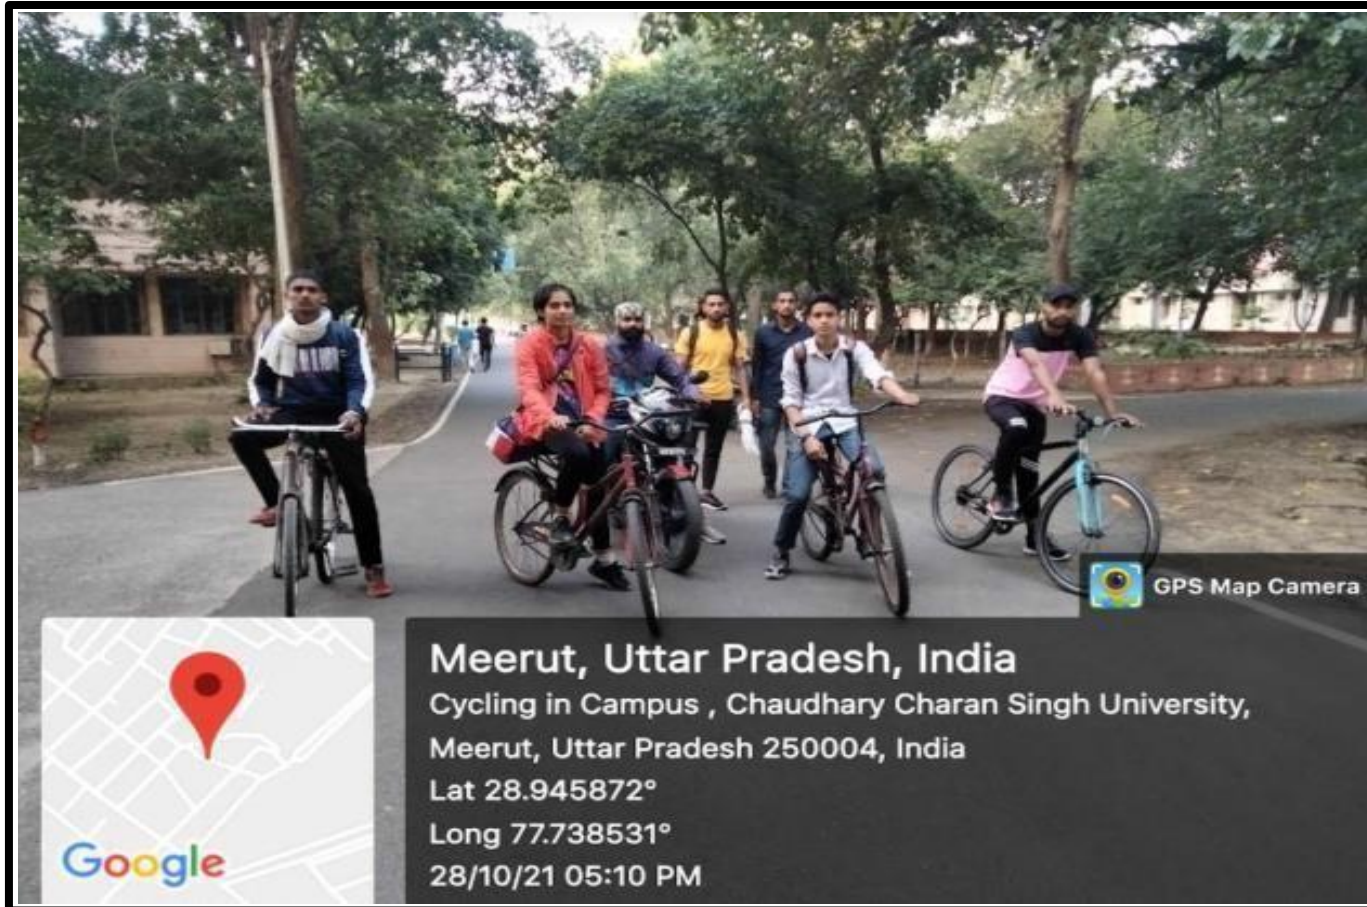 GPS Map Camera
Meerut, Uttar Pradesh, India
Cycling in Campus , Chaudhary Charan Singh University,
Meerut, Uttar Pradesh 250004, India
Lat 28.945872°
Long 77.738531°
28/10/21 05:10 PM
Google